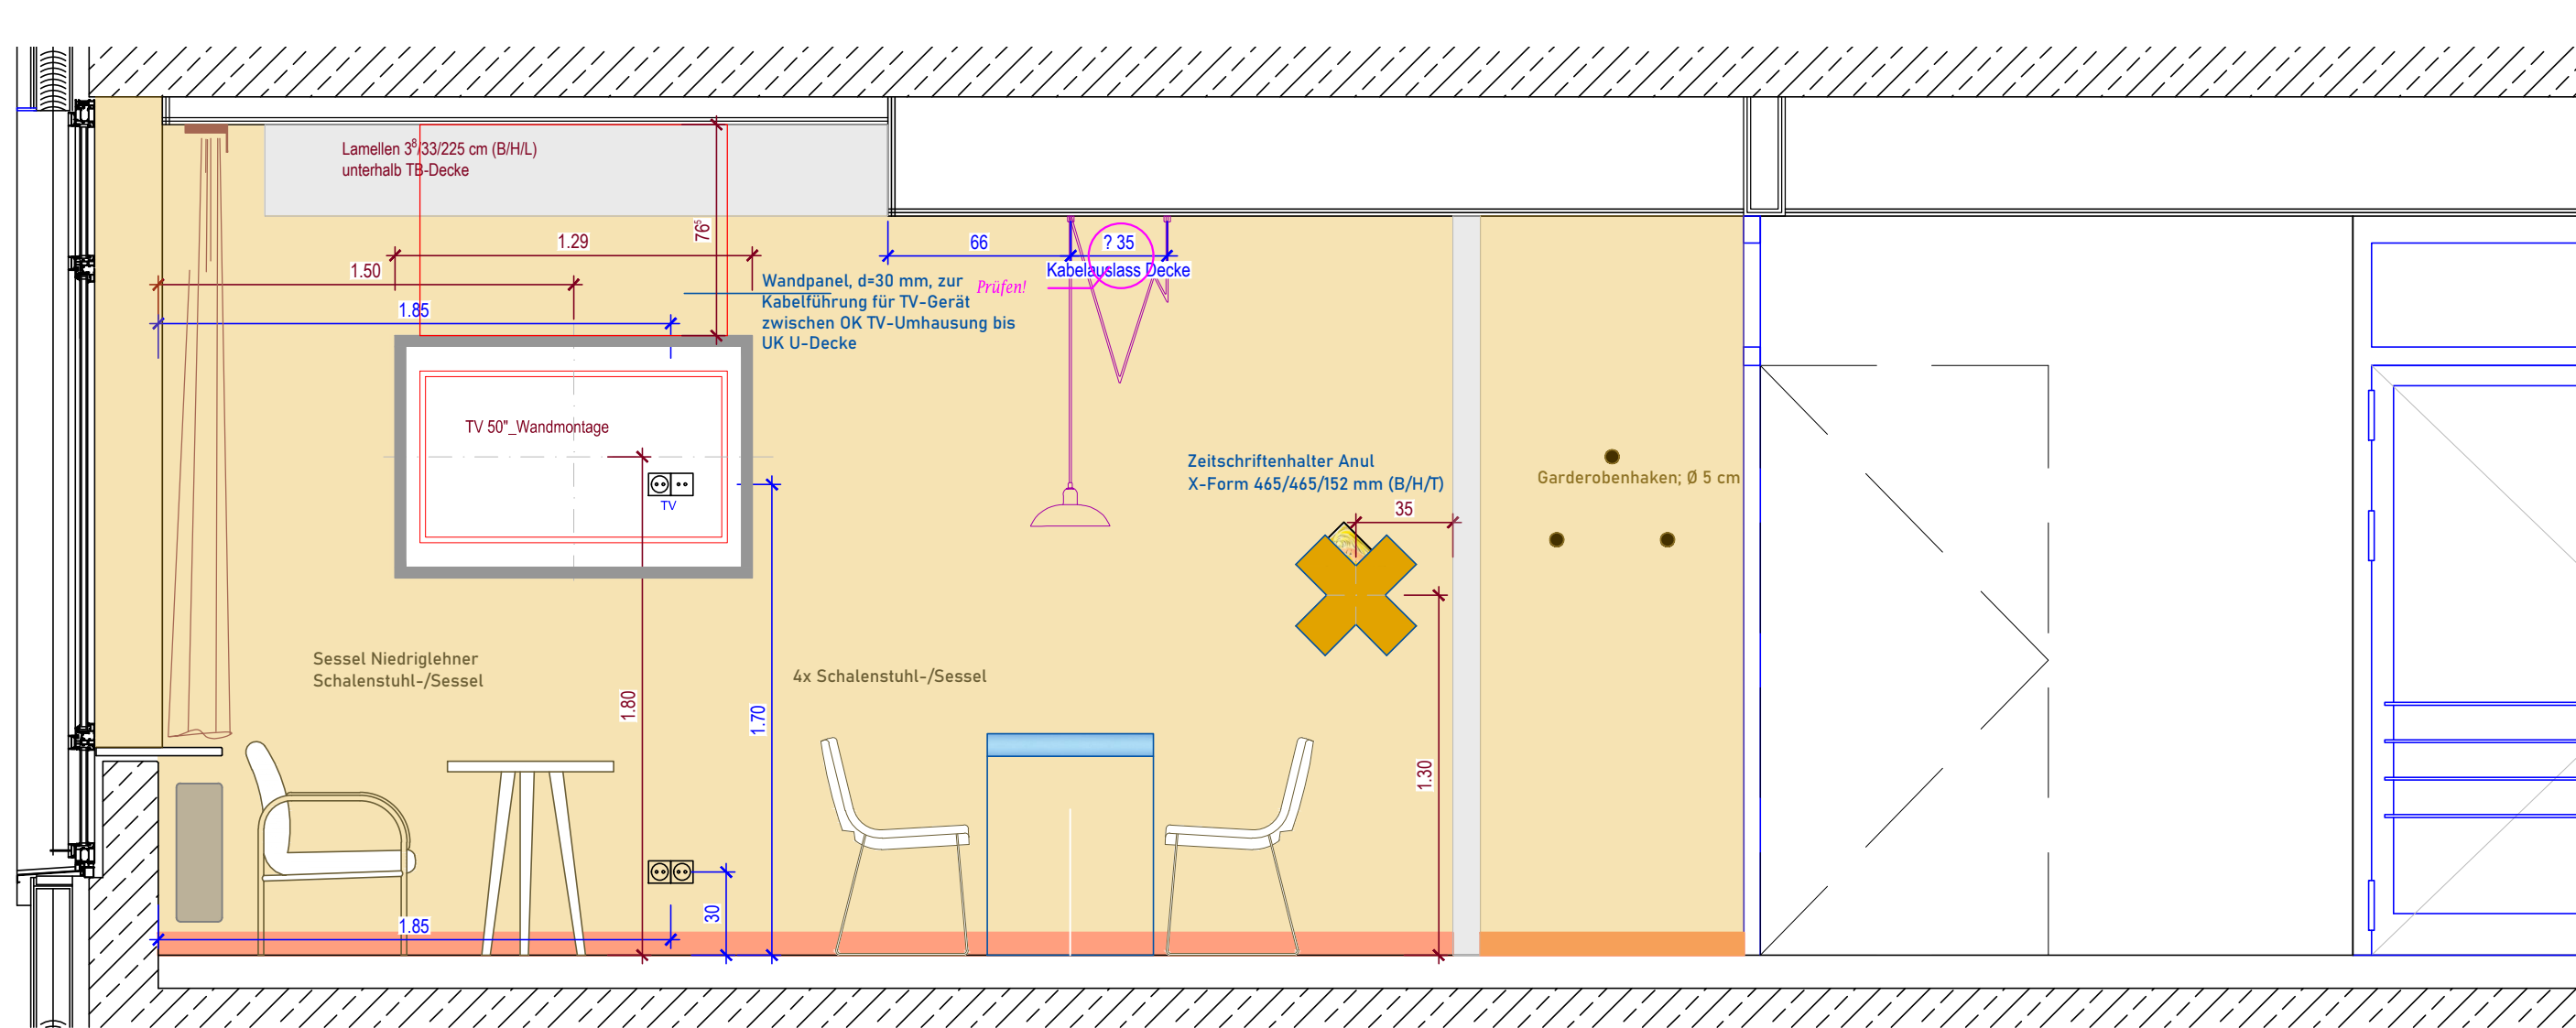 Lamellen 3⁸/33/225 cm (B/H/L)
unterhalb TB-Decke
76⁵
1.29
1.50
1.85
66
? 35
Kabelauslass Decke
Prüfen!
Wandpanel, d=30 mm, zur
Kabelführung für TV-Gerät
zwischen OK TV-Umhausung bis
UK U-Decke
TV 50"_Wandmontage
TV
Zeitschriftenhalter Anul
X-Form 465/465/152 mm (B/H/T)
35
Garderobenhaken; Ø 5 cm
Sessel Niedriglehner
Schalenstuhl-/Sessel
4x Schalenstuhl-/Sessel
1.80
1.70
1.30
30
1.85